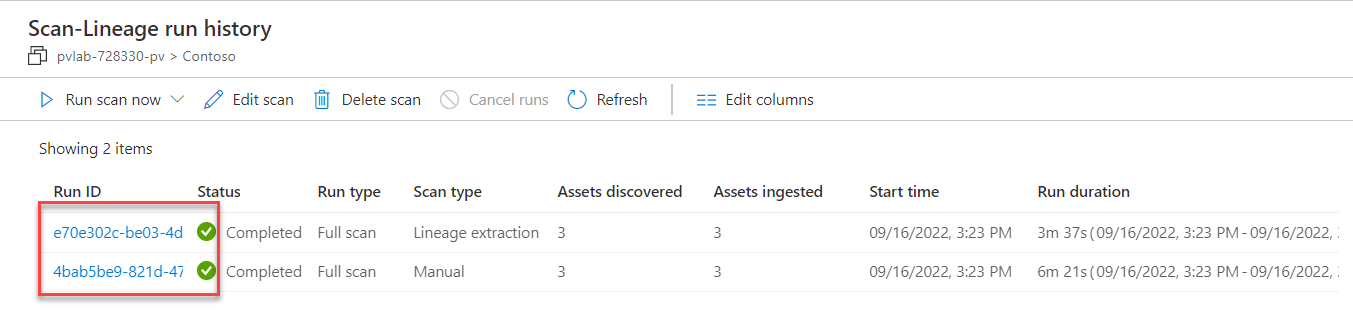 Scan-Lineage run history
pvlab-728330-pv > Contoso
Run scan now Edit scan Delete scan Cancel runs Refresh Edit columns
Showing 2 items
Run ID Status Run type Scan type Assets discovered Assets ingested Start time Run duration
e70e302c-be03-4d Completed Full scan Lineage extraction 3 3 09/16/2022, 3:23 PM 3m 37s (09/16/2022, 3:23 PM - 09/16/2022,
4bab5be9-821d-47 Completed Full scan Manual 3 3 09/16/2022, 3:23 PM 6m 21s (09/16/2022, 3:23 PM - 09/16/2022,